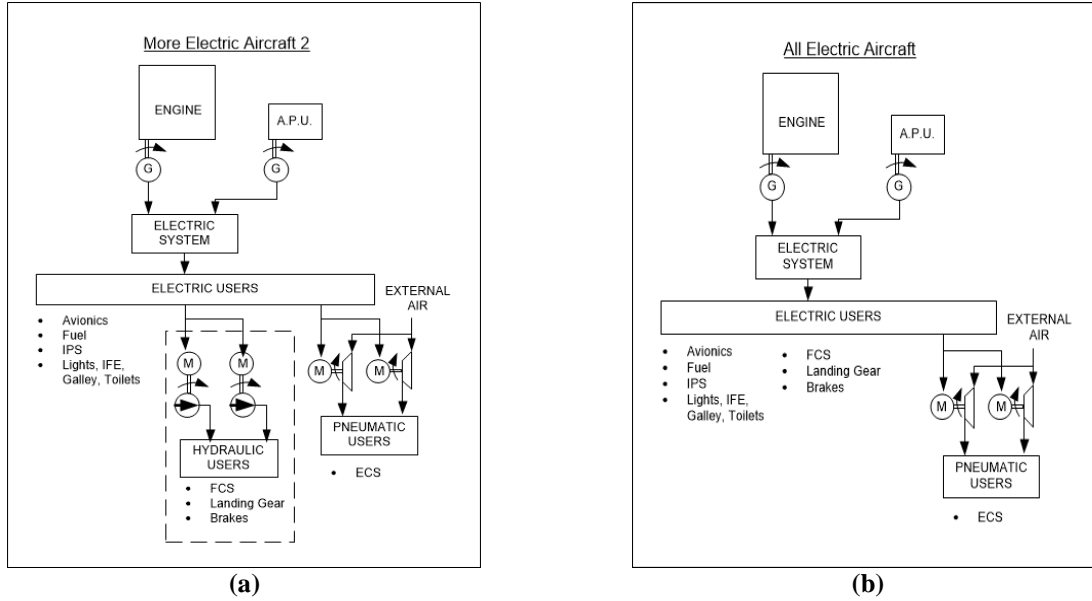 More Electric Aircraft 2
ENGINE
A.P.U.
G
G
ELECTRIC
SYSTEM
ELECTRIC USERS
EXTERNAL
AIR
• Avionics
• Fuel
• IPS
• Lights, IFE,
Galley, Toilets
M
M
M
M
HYDRAULIC
USERS
• FCS
• Landing Gear
• Brakes
PNEUMATIC
USERS
• ECS
(a)
All Electric Aircraft
ENGINE
A.P.U.
G
G
ELECTRIC
SYSTEM
ELECTRIC USERS
EXTERNAL
AIR
• Avionics
• Fuel
• IPS
• Lights, IFE,
Galley, Toilets
• FCS
• Landing Gear
• Brakes
M
M
PNEUMATIC
USERS
• ECS
(b)